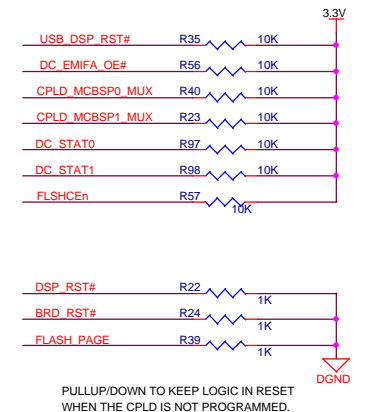 3.3V
USB_DSP_RST# R35 10K
DC_EMIFA_OE# R56 10K
CPLD_MCBSP0_MUX R40 10K
CPLD_MCBSP1_MUX R23 10K
DC_STAT0 R97 10K
DC_STAT1 R98 10K
FLSHCEn R57 10K
DSP_RST# R22 1K
BRD_RST# R24 1K
FLASH_PAGE R39 1K
DGND
PULLUP/DOWN TO KEEP LOGIC IN RESET
WHEN THE CPLD IS NOT PROGRAMMED.